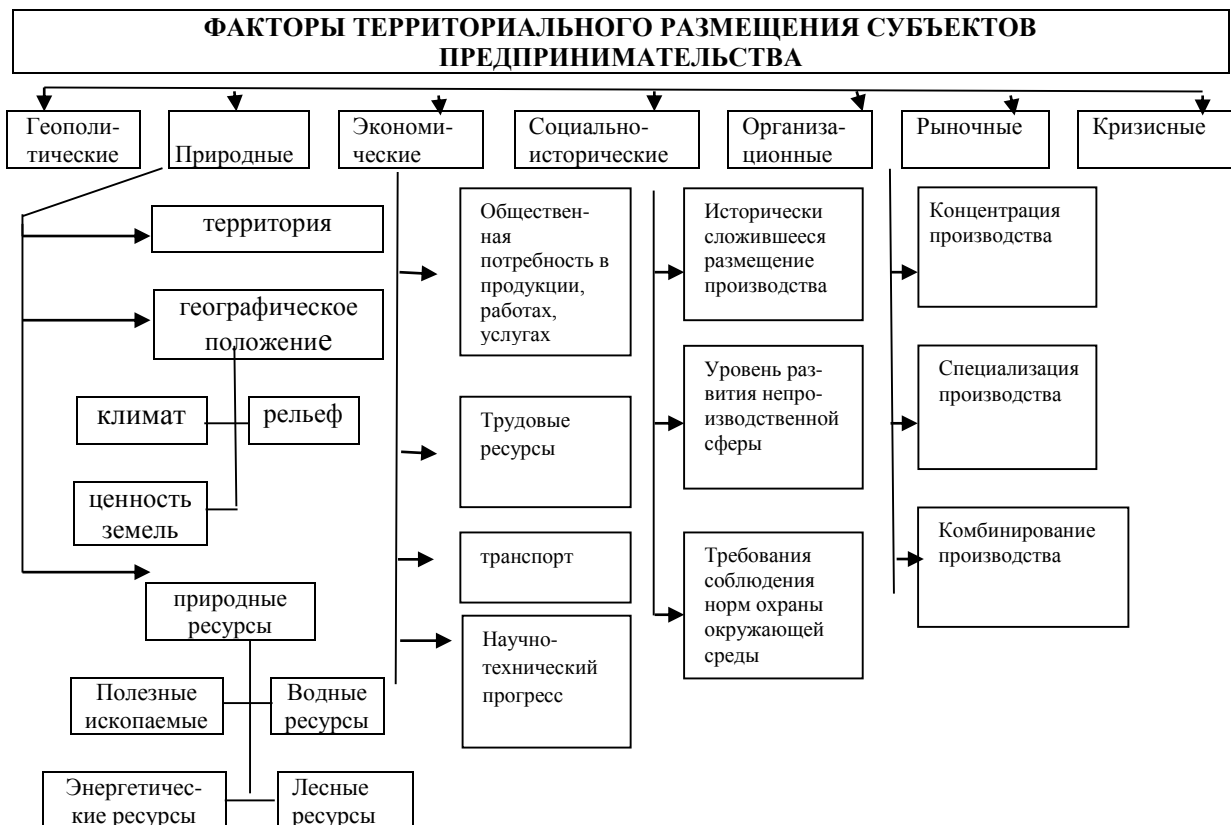 ФАКТОРЫ ТЕРРИТОРИАЛЬНОГО РАЗМЕЩЕНИЯ СУБЪЕКТОВ
ПРЕДПРИНИМАТЕЛЬСТВА
Геополи-
тические
Природные
Экономи-
ческие
Социально-
исторические
Организа-
ционные
Рыночные
Кризисные
территория
географическое
положение
климат
рельеф
ценность
земель
природные
ресурсы
Полезные
ископаемые
Водные
ресурсы
Энергетичес-
кие ресурсы
Лесные
ресурсы
Обществен-
ная
потребность в
продукции,
работах,
услугах
Трудовые
ресурсы
транспорт
Научно-
технический
прогресс
Исторически
сложившееся
размещение
производства
Уровень раз-
вития непро-
изводственной
сферы
Требования
соблюдения
норм охраны
окружающей
среды
Концентрация
производства
Специализация
производства
Комбинирование
производства